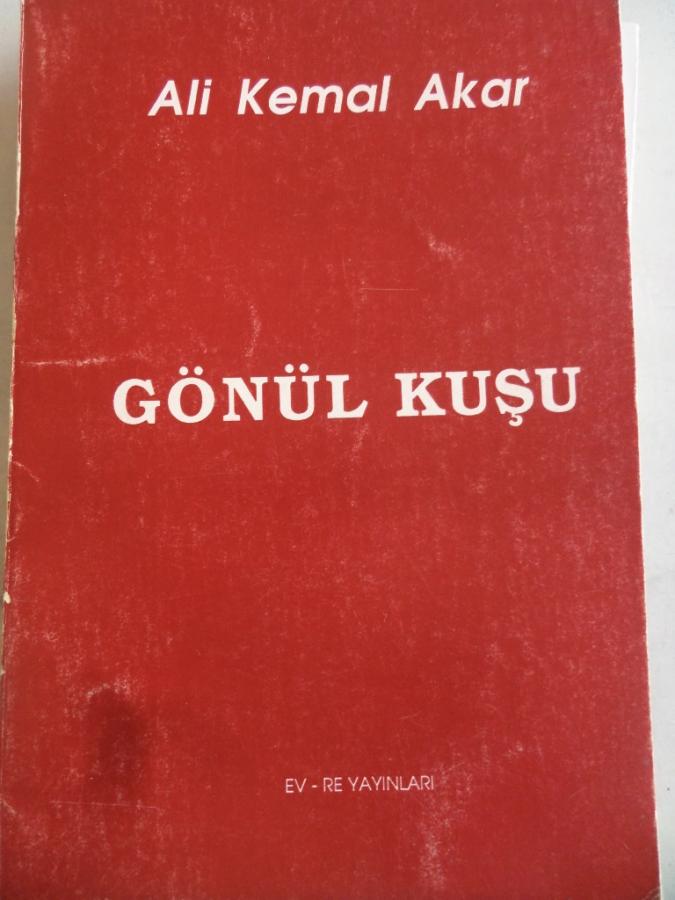 Ali Kemal Akar
GÖNÜL KUŞU
EV - RE YAYINLARI